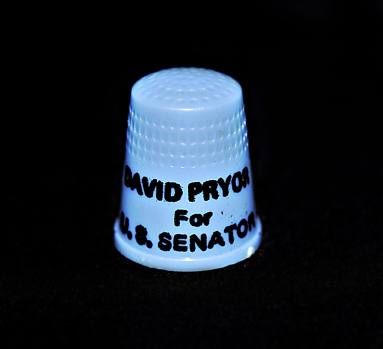 DAVID PRYOR
For
U. S. SENATOR